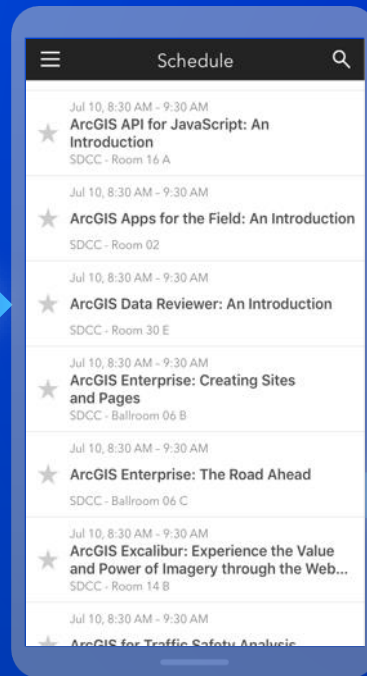 Schedule
Jul 10, 8:30 AM - 9:30 AM
ArcGIS API for JavaScript: An
Introduction
SDCC - Room 16 A
Jul 10, 8:30 AM - 9:30 AM
ArcGIS Apps for the Field: An Introduction
SDCC - Room 02
Jul 10, 8:30 AM - 9:30 AM
ArcGIS Data Reviewer: An Introduction
SDCC - Room 30 E
Jul 10, 8:30 AM - 9:30 AM
ArcGIS Enterprise: Creating Sites
and Pages
SDCC - Ballroom 06 B
Jul 10, 8:30 AM - 9:30 AM
ArcGIS Enterprise: The Road Ahead
SDCC - Ballroom 06 C
Jul 10, 8:30 AM - 9:30 AM
ArcGIS Excalibur: Experience the Value
and Power of Imagery through the Web...
SDCC - Room 14 B
Jul 10, 8:30 AM - 9:30 AM
ArcGIS for Traffic Safety Analysis